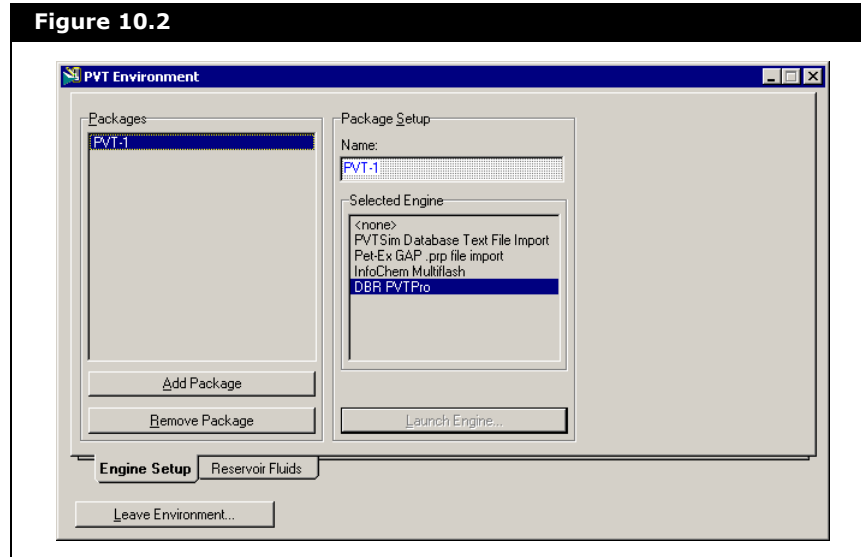 Figure 10.2
PVT Environment
Packages
PVT-1
Add Package
Remove Package
Package Setup
Name:
PVT-1
Selected Engine
<none>
PVTSim Database Text File Import
Pet-Ex GAP .prp file import
InfoChem Multiflash
DBR PVTPro
Launch Engine...
Engine Setup
Reservoir Fluids
Leave Environment...